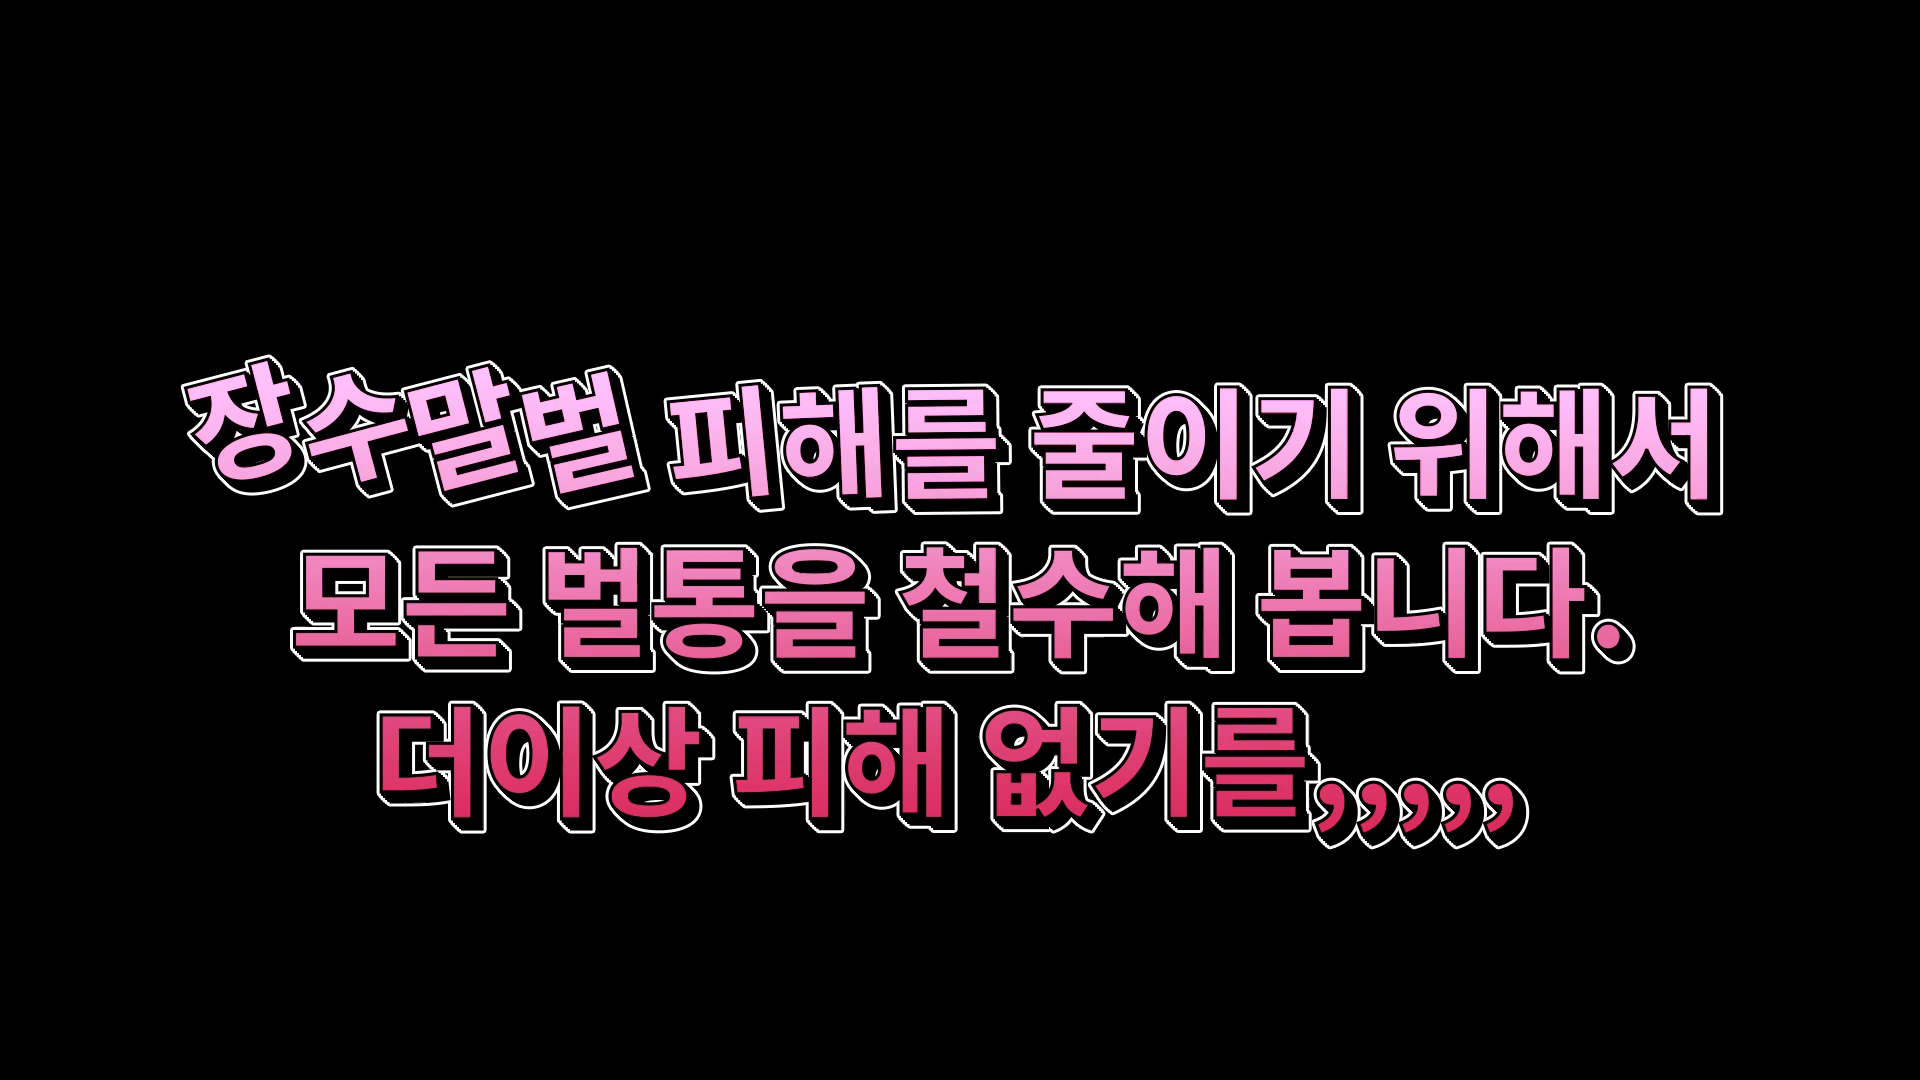 장수말벌 피해를 줄이기 위해서
모든 벌통을 철수해 봅니다.
더이상 피해 없기를,,,,,